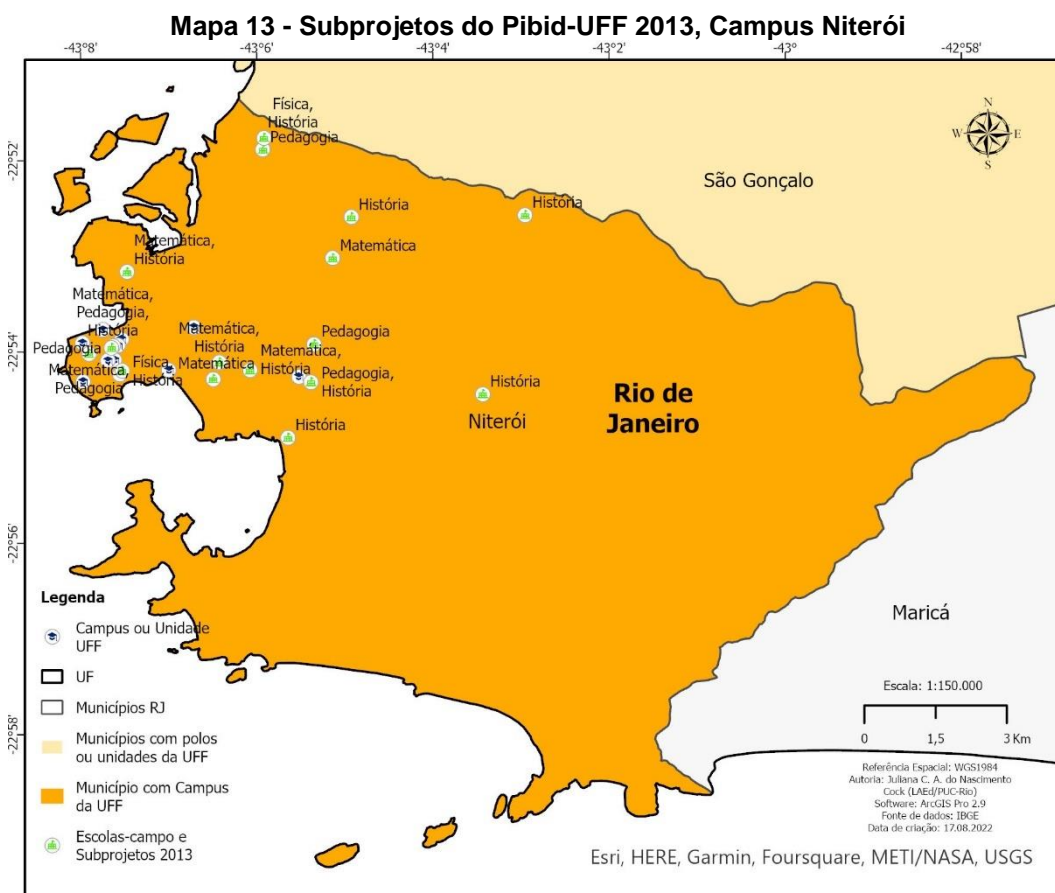 Mapa 13 - Subprojetos do Pibid-UFF 2013, Campus Niterói
-43°8'
-43°6'
-43°4'
-43°2'
-43°
-42°58'
-22°52'
-22°54'
-22°56'
-22°58'
N
W
E
S
São Gonçalo
Física,
História
Pedagogia
História
História
Matemática
Matemática,
História
Matemática,
Pedagogia,
História
Pedagogia
Matemática,
Pedagogia
Física,
História
Matemática,
História
Matemática
Matemática,
História
Pedagogia
Pedagogia,
História
História
História
Niterói
Rio de
Janeiro
Maricá
Legenda
Campus ou Unidade
UFF
UF
Municípios RJ
Municípios com polos
ou unidades da UFF
Município com Campus
da UFF
Escolas-campo e
Subprojetos 2013
Escala: 1:150.000
0
1,5
3 Km
Referência Espacial: WGS1984
Autoria: Juliana C. A. do Nascimento
Cock (LAEd/PUC-Rio)
Software: ArcGIS Pro 2.9
Fonte de dados: IBGE
Data de criação: 17.08.2022
Esri, HERE, Garmin, Foursquare, METI/NASA, USGS